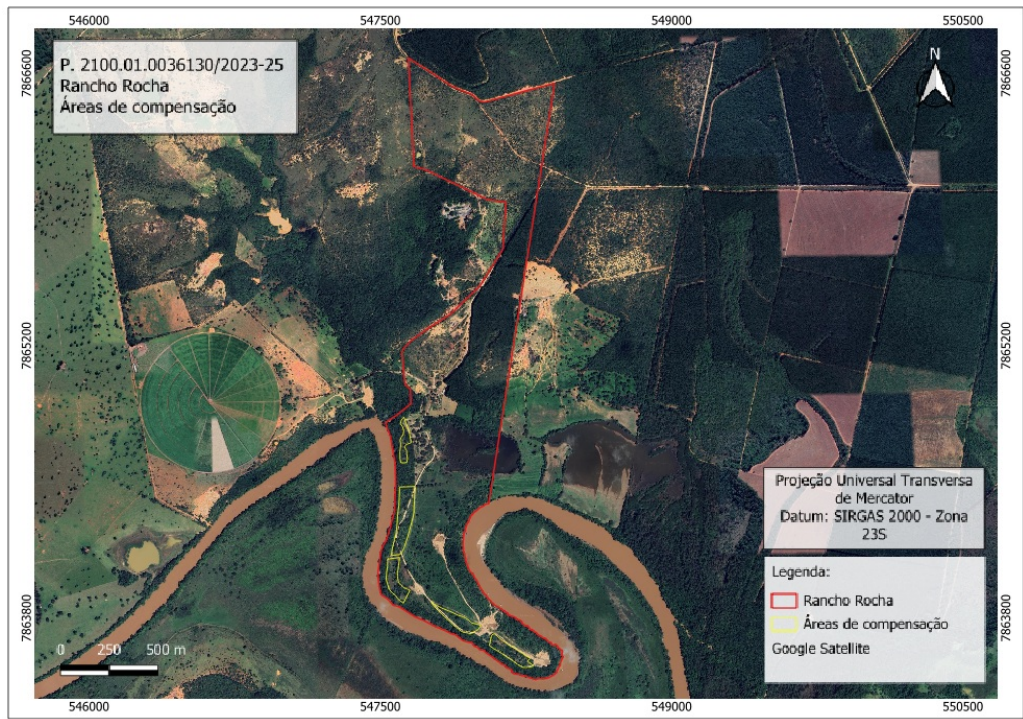 546000 547500 549000 550500
P. 2100.01.0036130/2023-25
Rancho Rocha
Áreas de compensação
N
7866600 7866600
7865200 7865200
Projeção Universal Transversa
de Mercator
Datum: SIRGAS 2000 - Zona
23S
Legenda:
Rancho Rocha
Áreas de compensação
Google Satellite
7863800 7863800
0 250 500 m
546000 547500 549000 550500